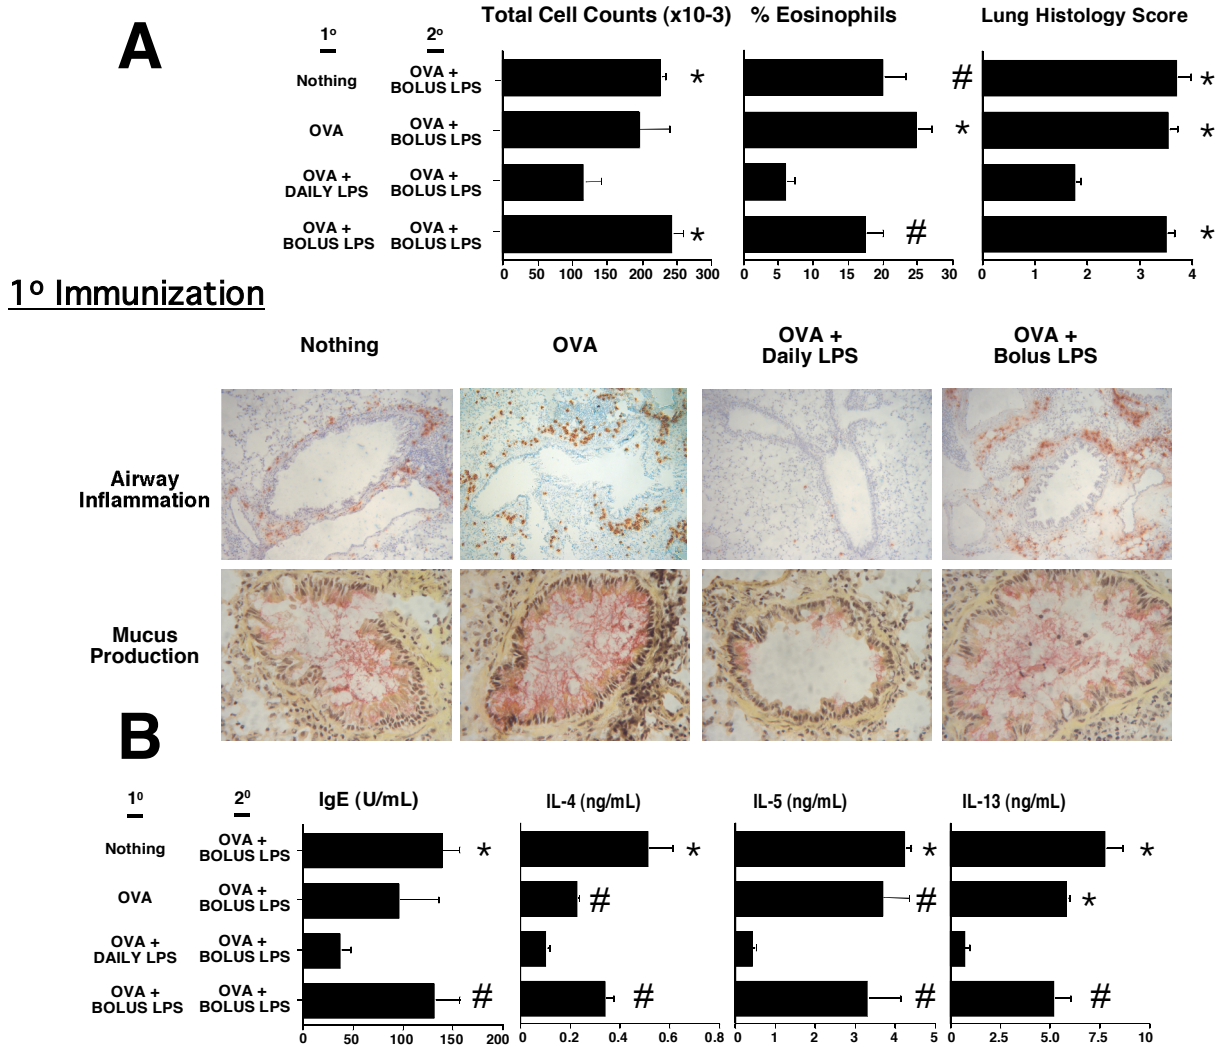 A
Total Cell Counts (x10-3)
% Eosinophils
Lung Histology Score
1º
2º
Nothing
OVA +
BOLUS LPS
*
#
*
OVA
OVA +
BOLUS LPS
*
*
OVA +
DAILY LPS
OVA +
BOLUS LPS
OVA +
BOLUS LPS
OVA +
BOLUS LPS
*
#
*
0 50 100 150 200 250 300
0 5 10 15 20 25 30
0 1 2 3 4
1º Immunization
Nothing
OVA
OVA +
Daily LPS
OVA +
Bolus LPS
Airway
Inflammation
Mucus
Production
B
1⁰
2⁰
IgE (U/mL)
IL-4 (ng/mL)
IL-5 (ng/mL)
IL-13 (ng/mL)
Nothing
OVA +
BOLUS LPS
*
*
*
*
OVA
OVA +
BOLUS LPS
#
#
*
OVA +
DAILY LPS
OVA +
BOLUS LPS
OVA +
BOLUS LPS
OVA +
BOLUS LPS
#
#
#
#
0 50 100 150 200
0 0.2 0.4 0.6 0.8
0 1 2 3 4 5
0 2.5 5 7.5 10